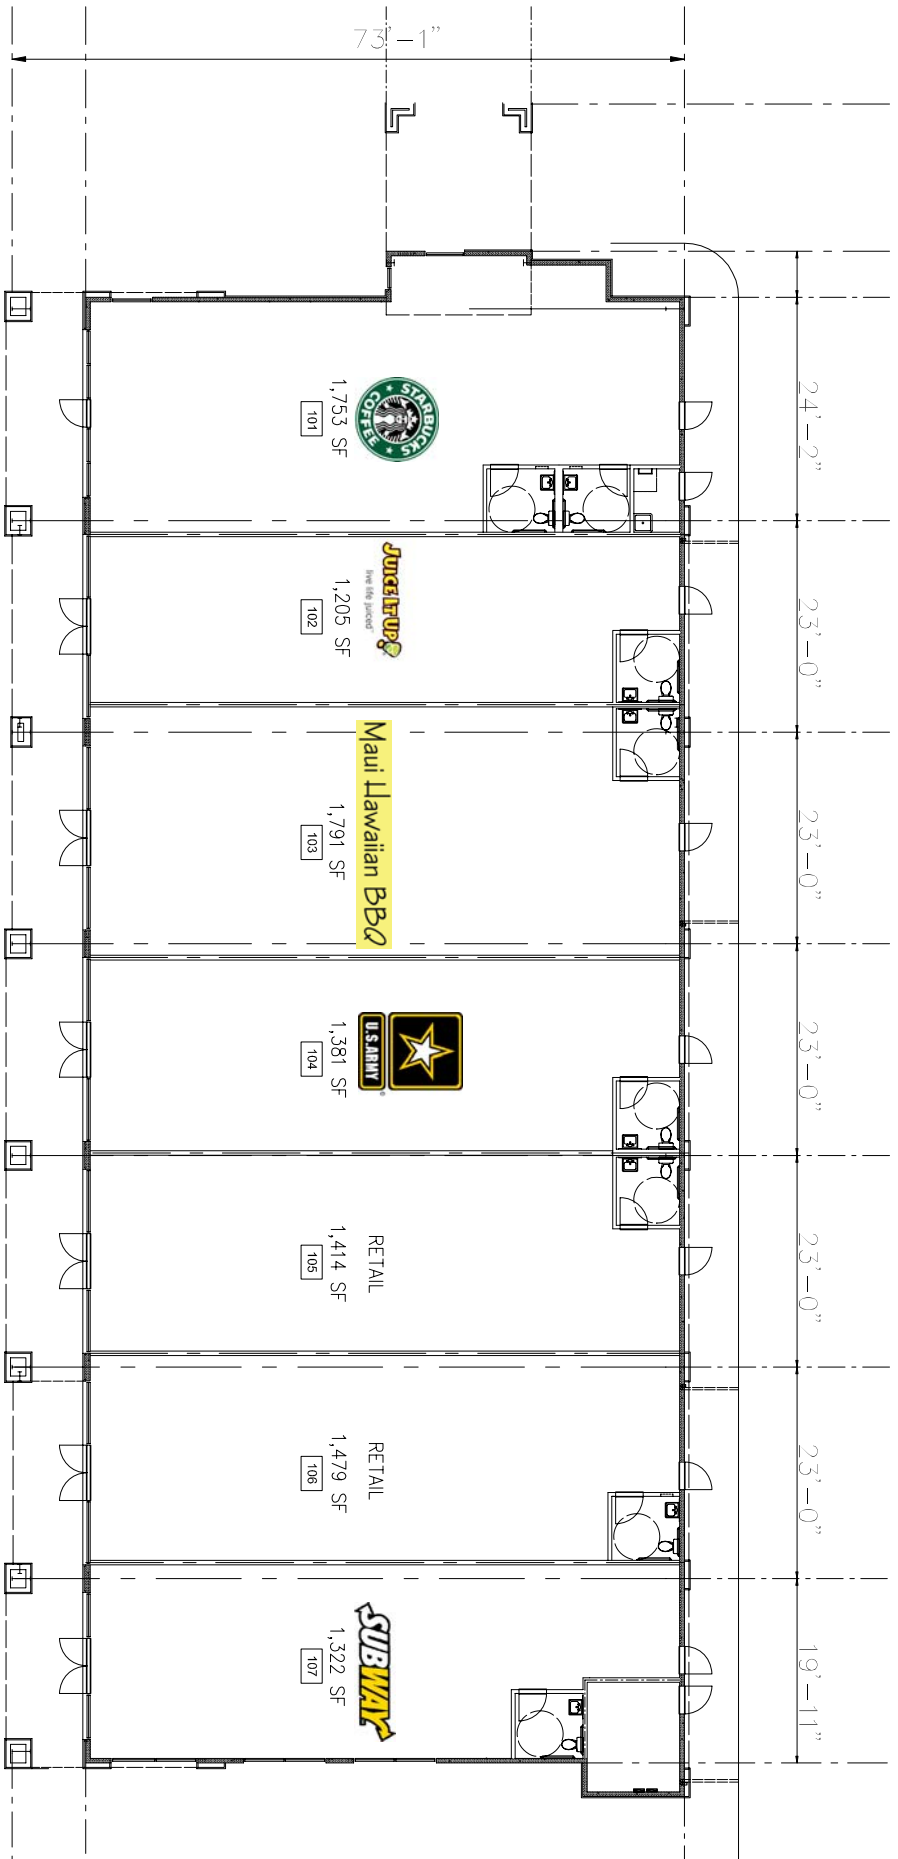 73'-1"
24'-2"
23'-0"
23'-0"
23'-0"
23'-0"
23'-0"
19'-11"
STARBUCKS
COFFEE
1,753 SF
101
JUICE IT UP!
live life juiced™
1,205 SF
102
Maui Hawaiian BBQ
1,791 SF
103
U.S.ARMY®
1,381 SF
104
RETAIL
1,414 SF
105
RETAIL
1,479 SF
106
SUBWAY
1,322 SF
107